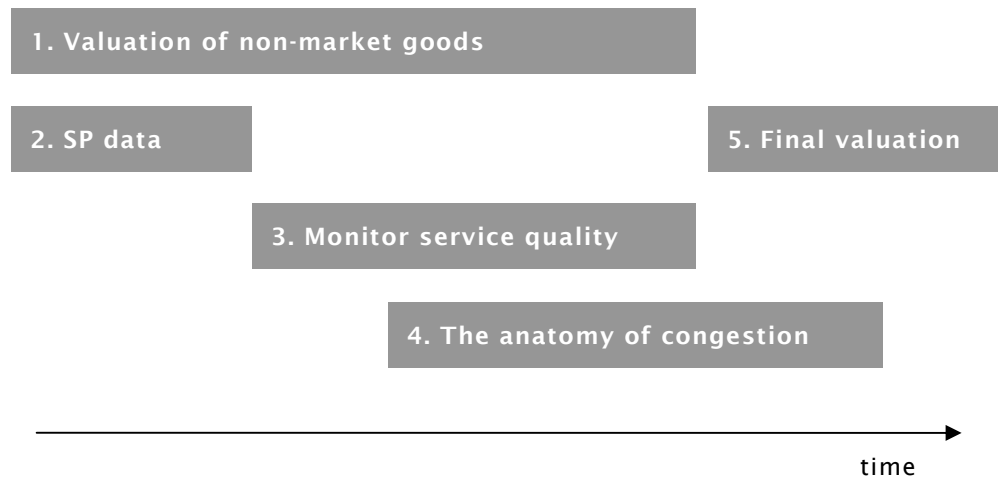 1. Valuation of non-market goods
2. SP data
5. Final valuation
3. Monitor service quality
4. The anatomy of congestion
time